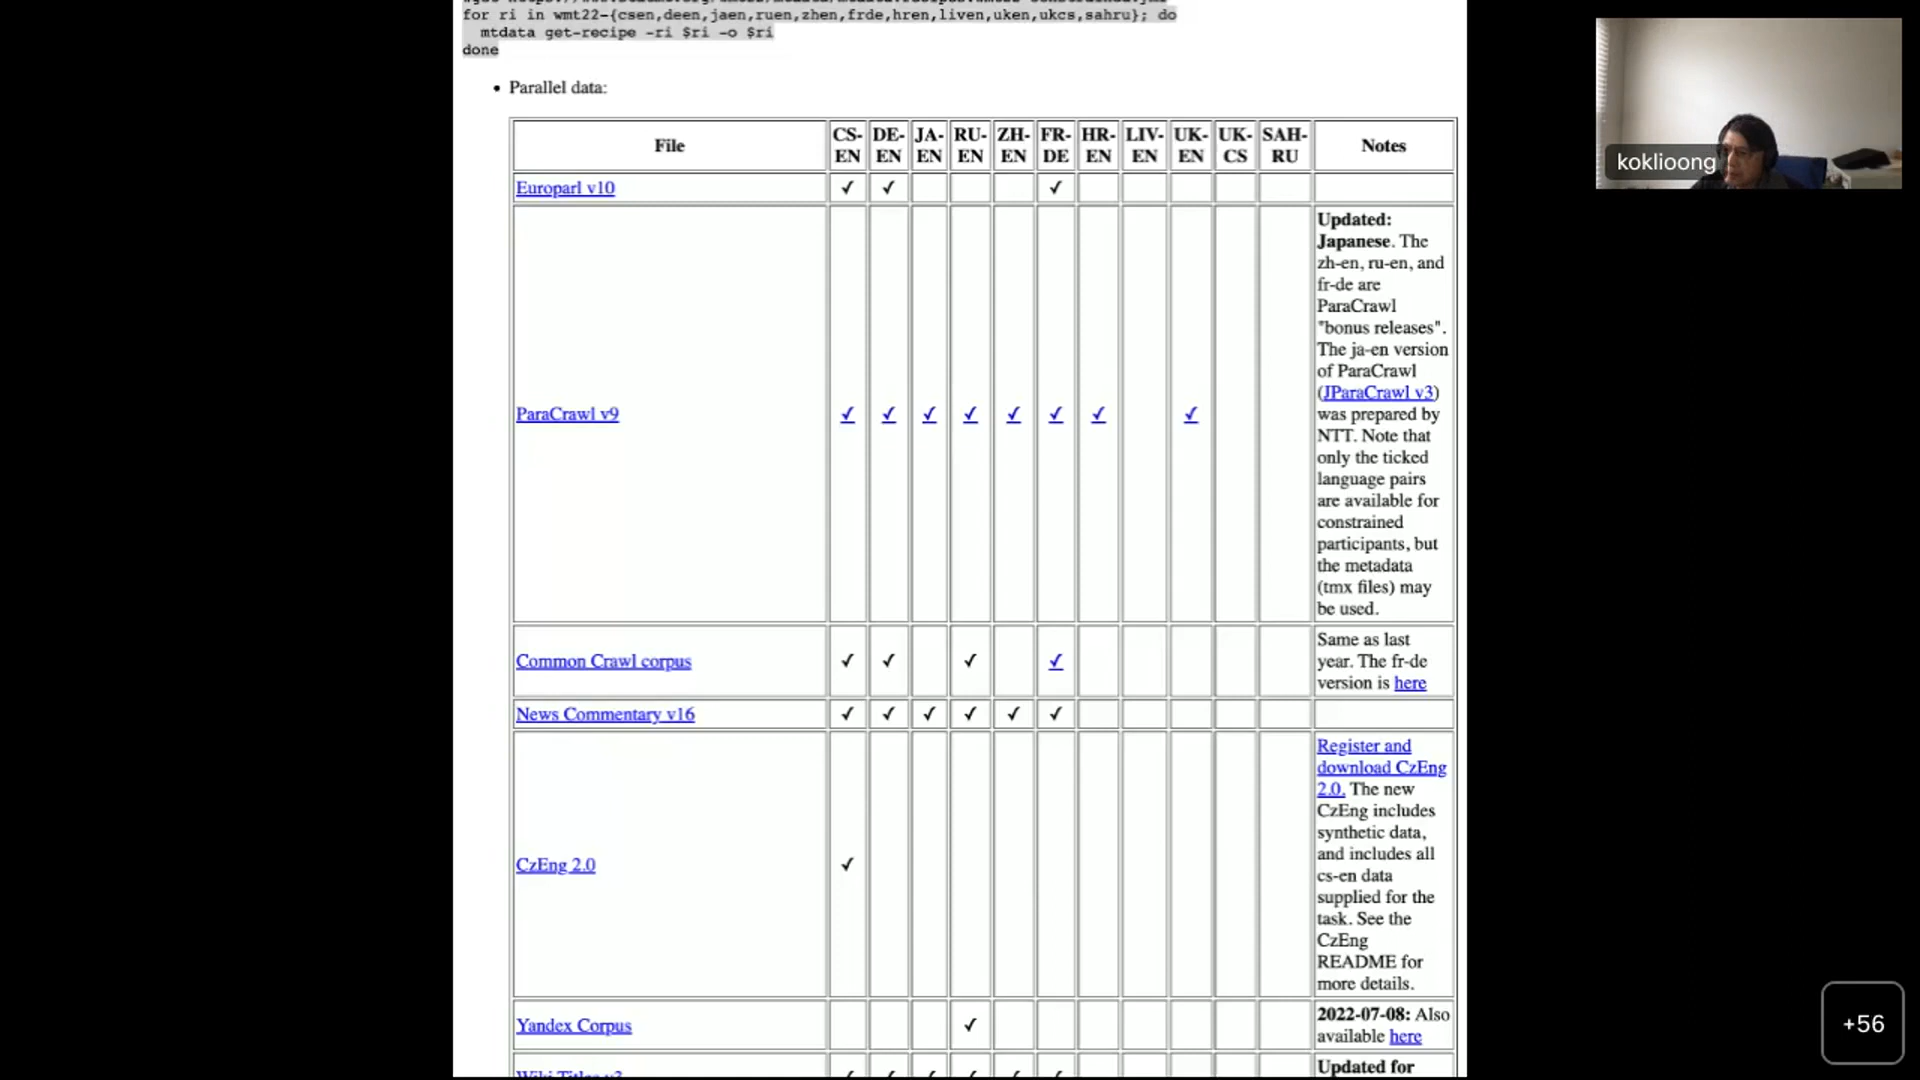 for ri in wmt22-{csen,deen,jaen,ruen,zhen,frde,hren,liven,uken,ukcs,sahru}; do
mtdata get-recipe -ri $ri -o $ri
done
• Parallel data:
File CS-EN DE-EN JA-EN RU-EN ZH-EN FR-DE HR-EN LIV-EN UK-EN UK-CS SAH-RU Notes
Europarl v10 ✓ ✓ ✓
ParaCrawl v9 ✓ ✓ ✓ ✓ ✓ ✓ ✓ ✓
Updated:
Japanese. The
zh-en, ru-en, and
fr-de are
ParaCrawl
"bonus releases".
The ja-en version
of ParaCrawl
(JParaCrawl v3)
was prepared by
NTT. Note that
only the ticked
language pairs
are available for
constrained
participants, but
the metadata
(tmx files) may
be used.
Common Crawl corpus ✓ ✓ ✓ ✓
Same as last
year. The fr-de
version is here
News Commentary v16 ✓ ✓ ✓ ✓ ✓ ✓
CzEng 2.0 ✓
Register and
download CzEng
2.0. The new
CzEng includes
synthetic data,
and includes all
cs-en data
supplied for the
task. See the
CzEng
README for
more details.
Yandex Corpus ✓
2022-07-08: Also
available here
Wiki Titles v3 ✓ ✓ ✓ ✓ ✓ ✓
Updated for
koklioong
+56